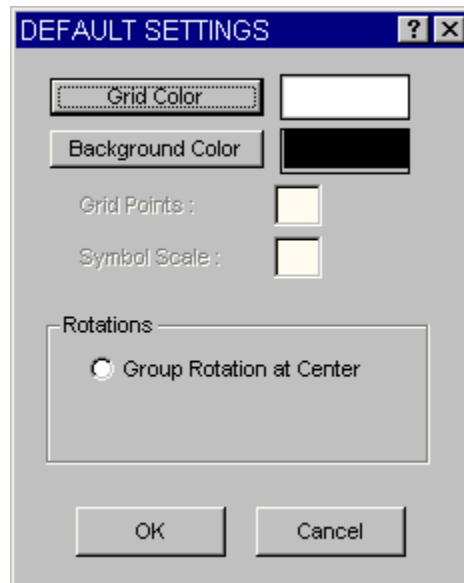 DEFAULT SETTINGS ? ×
Grid Color
Background Color
Grid Points :
Symbol Scale :
Rotations
Group Rotation at Center
OK Cancel